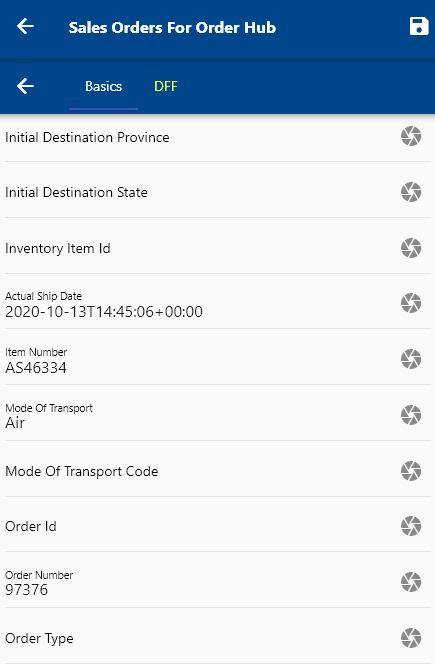 Sales Orders For Order Hub
Basics DFF
Initial Destination Province
Initial Destination State
Inventory Item Id
Actual Ship Date
2020-10-13T14:45:06+00:00
Item Number
AS46334
Mode Of Transport
Air
Mode Of Transport Code
Order Id
Order Number
97376
Order Type